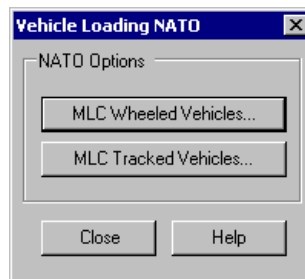 Vehicle Loading NATO
NATO Options
MLC Wheeled Vehicles...
MLC Tracked Vehicles...
Close Help